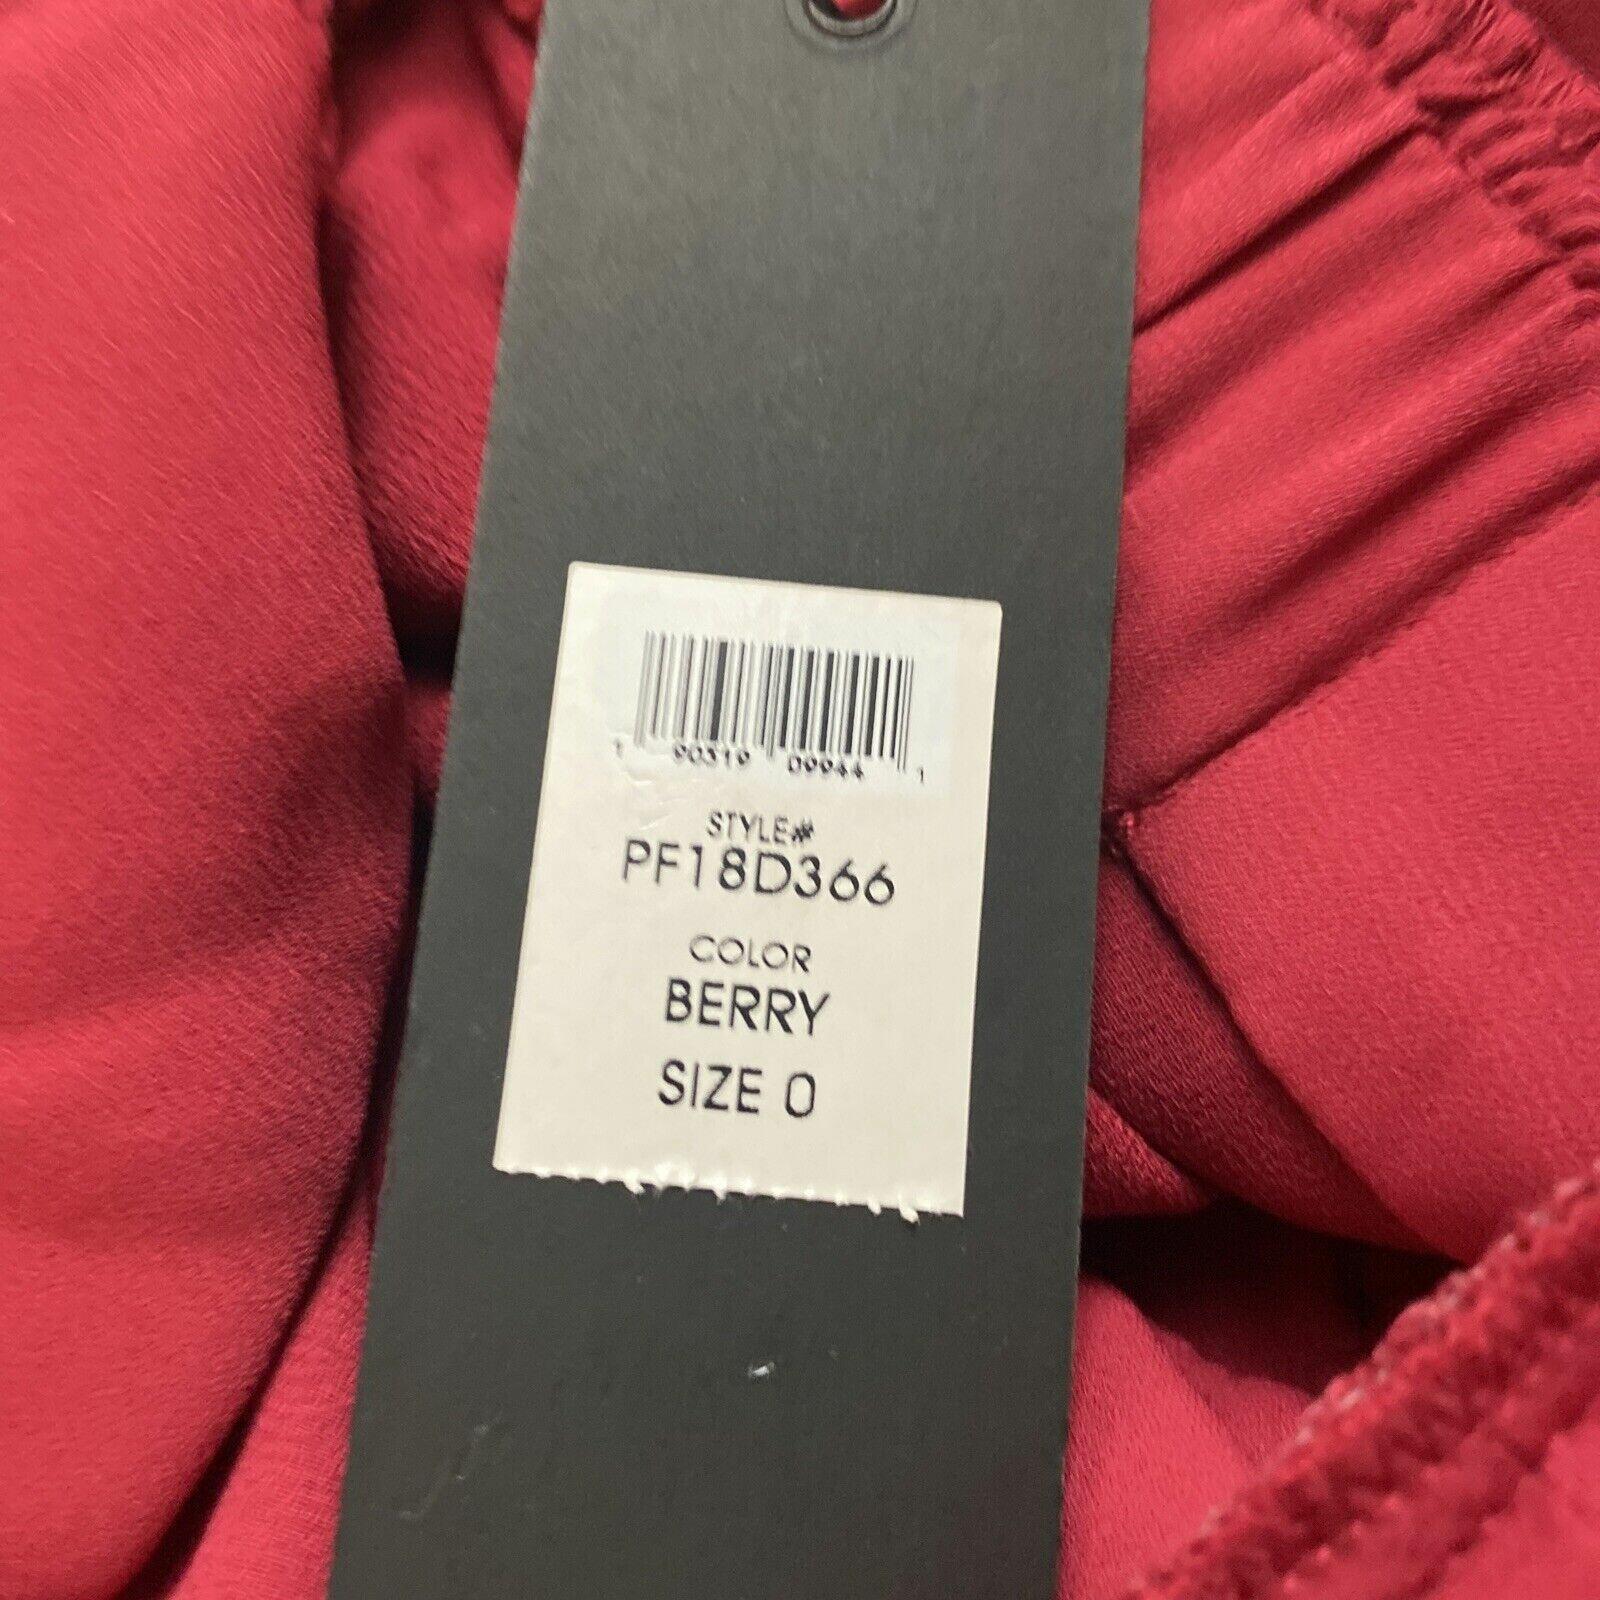 1 90319 09944 1
STYLE#
PF18D366
COLOR
BERRY
SIZE 0